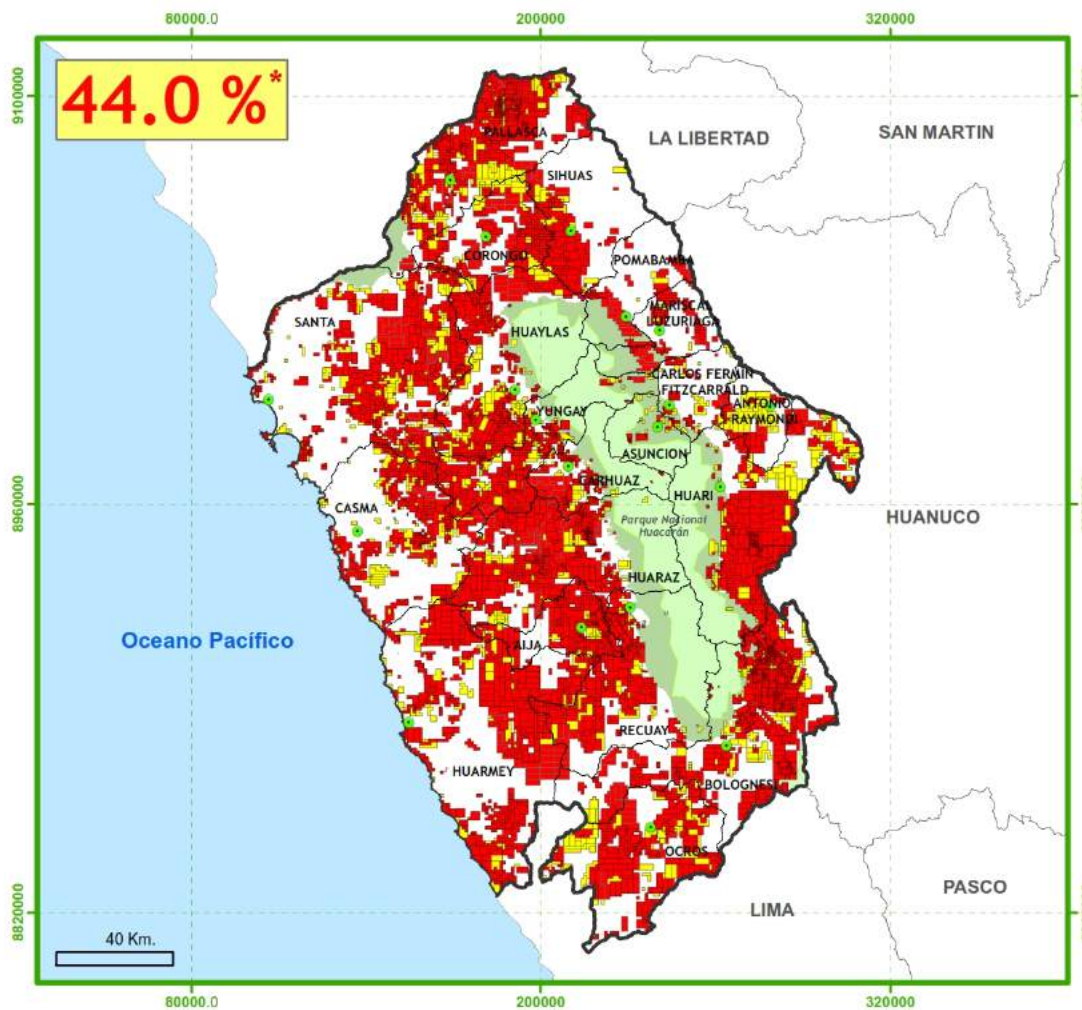 80000.0
200000
320000
9100000
44.0 %*
PALLASCA
LA LIBERTAD
SAN MARTIN
SIHUAS
CORONGO
POMABAMBA
SANTA
MARISCAL
LUZURIAGA
HUAYLAS
CARLOS FERMIN
FITZCARRALD
ANTONIO
RAYMONDI
YUNGAY
ASUNCION
CARHUAZ
HUARI
8960000
CASMA
Parque Nacional
Huacarán
HUANUCO
HUARAZ
Oceano Pacífico
AIJA
RECUAY
HUARMEY
BOLOGNESI
OCROS
PASCO
8820000
LIMA
40 Km.
80000.0
200000
320000